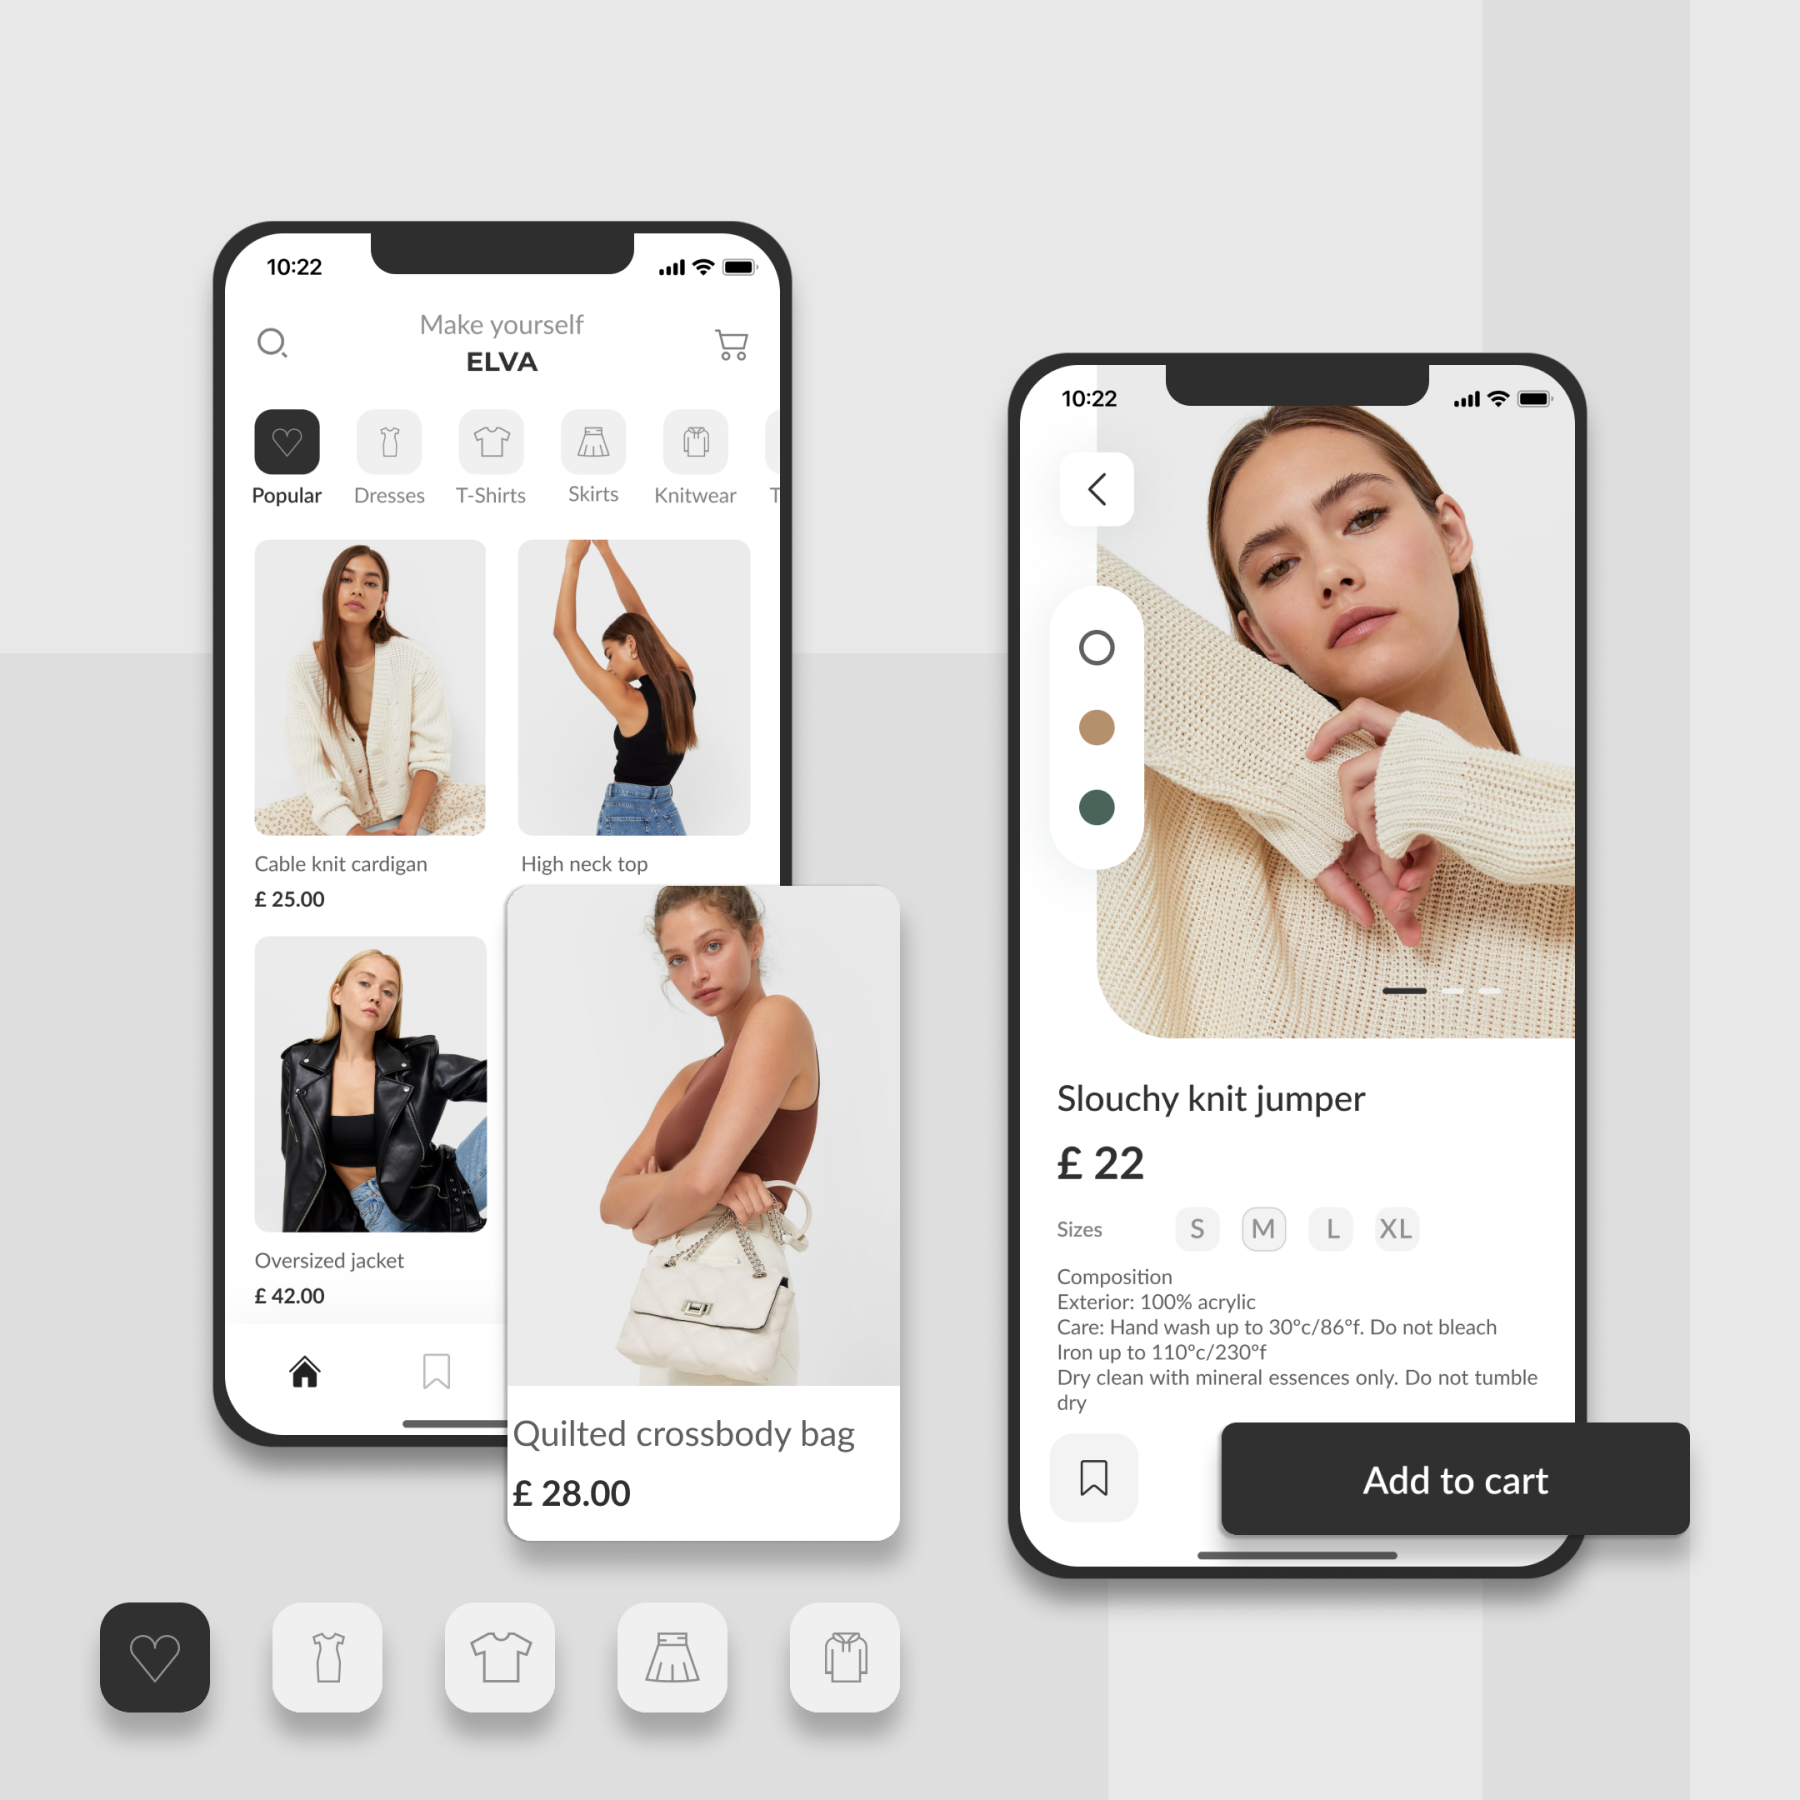 10:22
Make yourself
ELVA
Popular
Dresses
T-Shirts
Skirts
Knitwear
T
Cable knit cardigan
£ 25.00
High neck top
Oversized jacket
£ 42.00
Quilted crossbody bag
£ 28.00
10:22
Slouchy knit jumper
£ 22
Sizes
S
M
L
XL
Composition
Exterior: 100% acrylic
Care: Hand wash up to 30°c/86°f. Do not bleach
Iron up to 110°c/230°f
Dry clean with mineral essences only. Do not tumble
dry
Add to cart